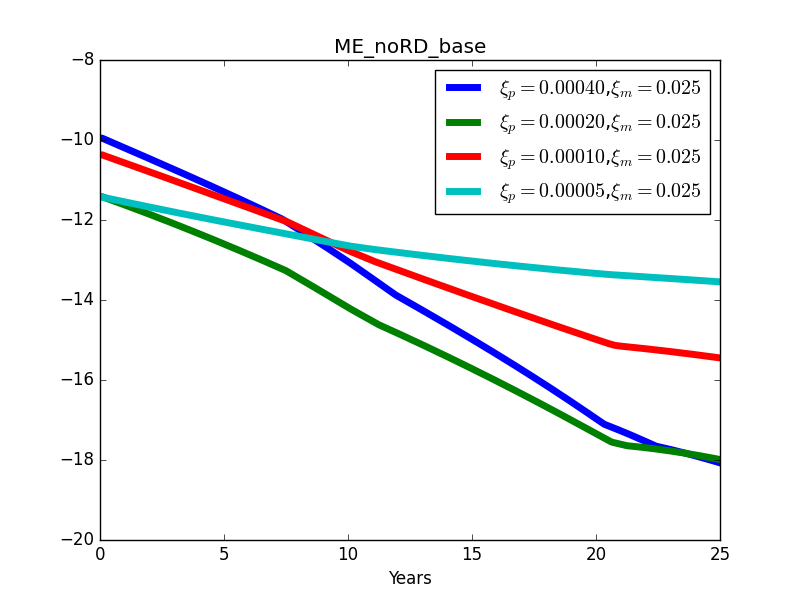 ME_noRD_base
−8
−10
−12
−14
−16
−18
−20
ξp = 0.00040,ξm = 0.025
ξp = 0.00020,ξm = 0.025
ξp = 0.00010,ξm = 0.025
ξp = 0.00005,ξm = 0.025
0 5 10 15 20 25
Years